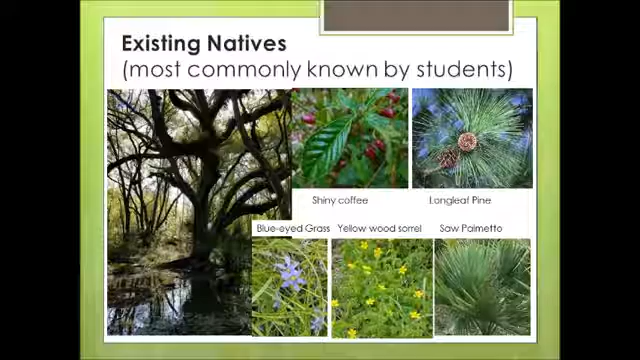 Existing Natives
(most commonly known by students)
Shiny coffee
Longleaf Pine
Blue-eyed Grass
Yellow wood sorrel
Saw Palmetto